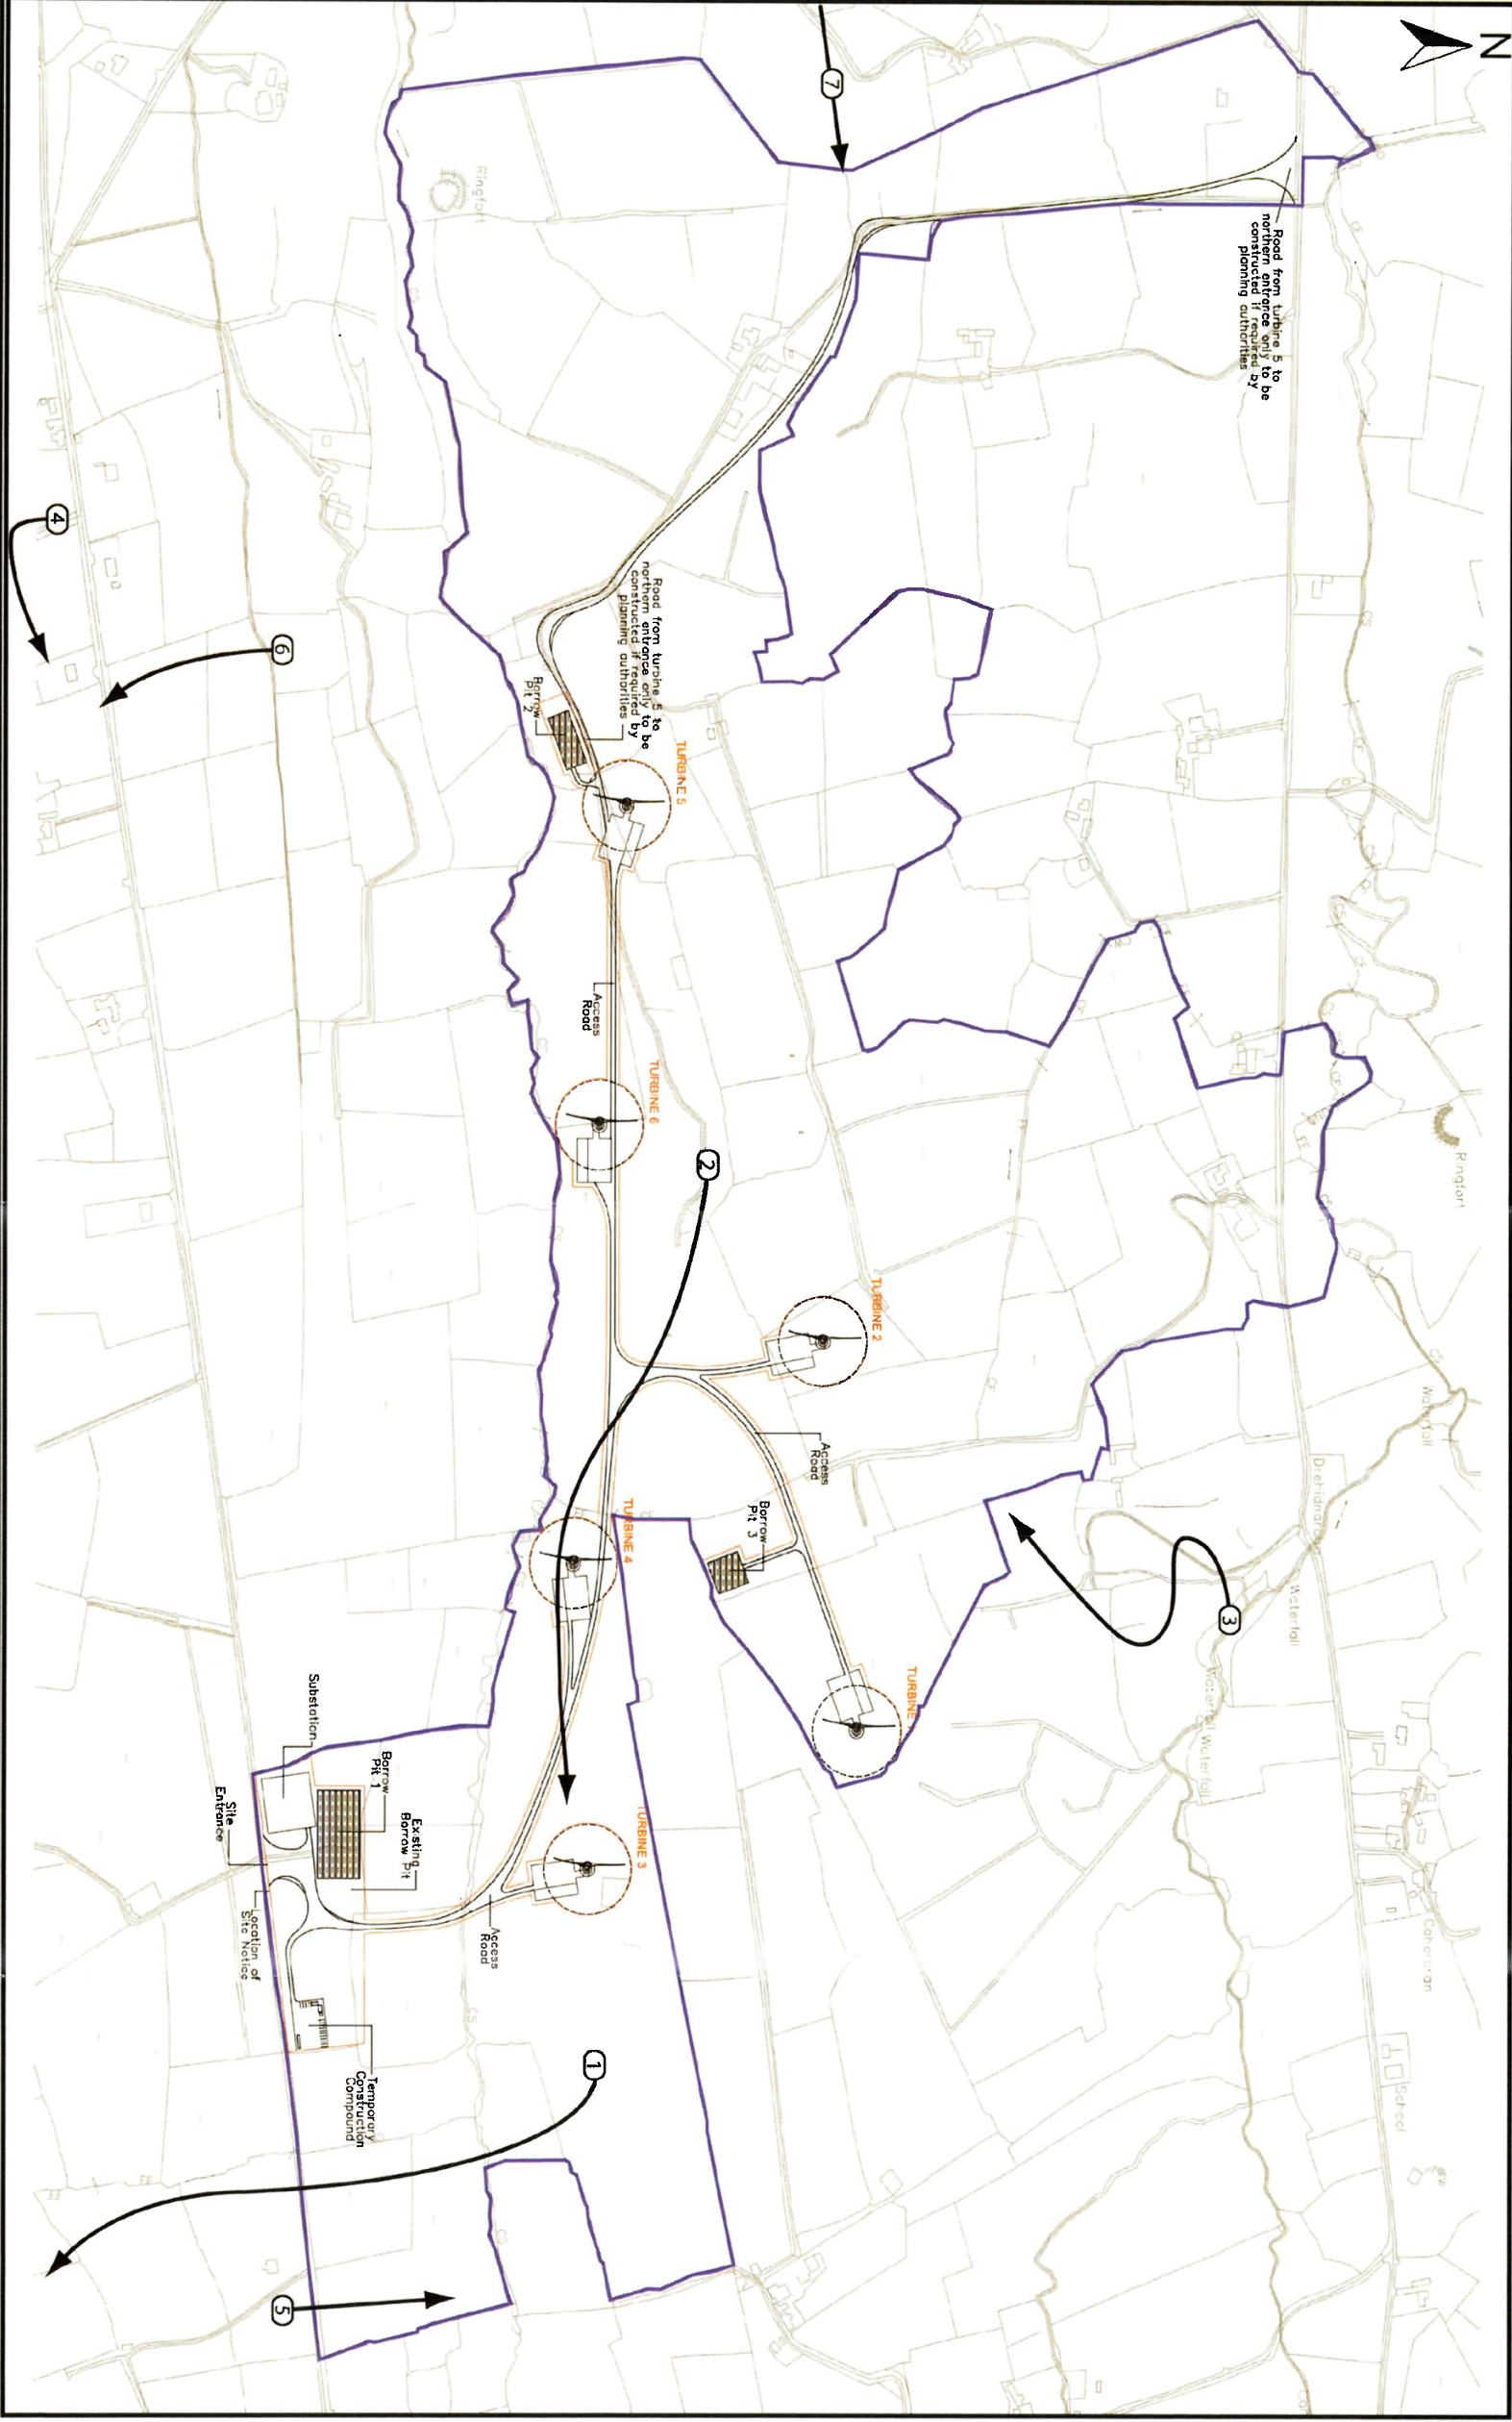 N
7
Road from turbine 5 to
northern entrance only to be
constructed if required by
planning authorities
Ringfort
4
6
Road from turbine 5 to
northern entrance only to be
constructed if required by
planning authorities
Borrow
Pit 2
TURBINE 5
Access
Road
TURBINE 6
2
Ringfort
TURBINE 2
Access
Road
Waterfall
Borrow
Pit 3
TURBINE 4
3
Waterfall
Waterfall
Waterfall
TURBINE
Substation
Borrow
Pit 1
Existing
Borrow Pit
Site
Entrance
TURBINE 3
Access
Road
Location of
Site Notice
Temporary
Construction
Compound
School
1
5